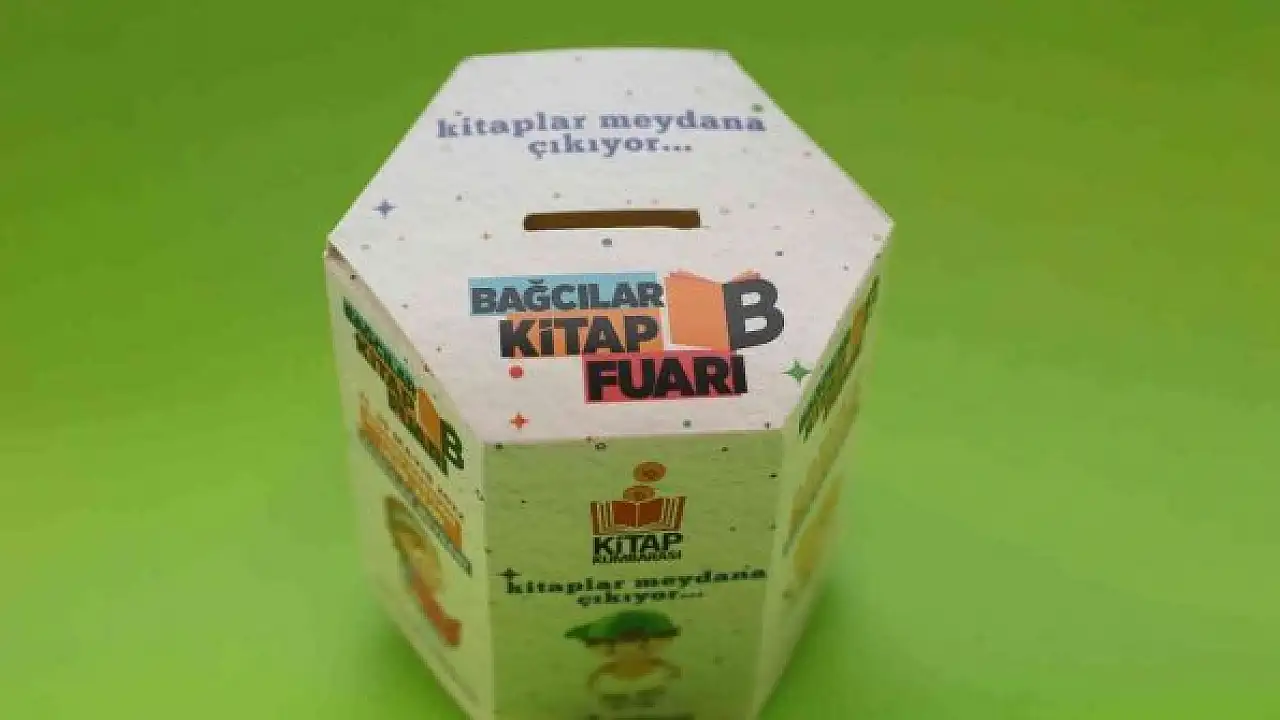 kitaplar meydana
çıkıyor...
BAĞCILAR
KİTAP
FUARI
B
KİTAP
KUMBARASI
kitaplar meydana
çıkıyor...
B